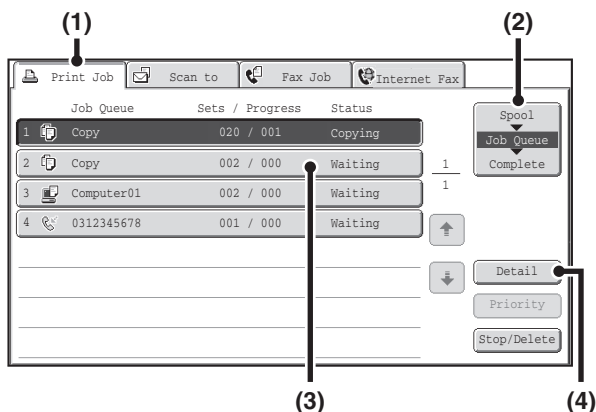 (1) (2)
Print Job Scan to Fax Job Internet Fax
Job Queue Sets / Progress Status
1 Copy 020 / 001 Copying
2 Copy 002 / 000 Waiting
3 Computer01 002 / 000 Waiting
4 0312345678 001 / 000 Waiting
1
1
Spool
Job Queue
Complete
Detail
Priority
Stop/Delete
(3) (4)